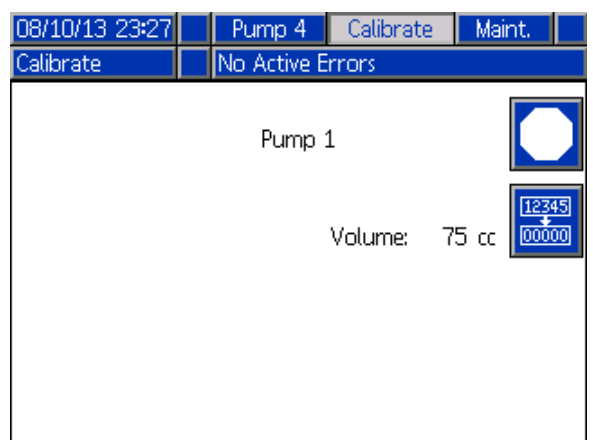 08/10/13 23:27 Pump 4 Calibrate Maint.
Calibrate No Active Errors
Pump 1
12345
Volume: 75 cc
00000